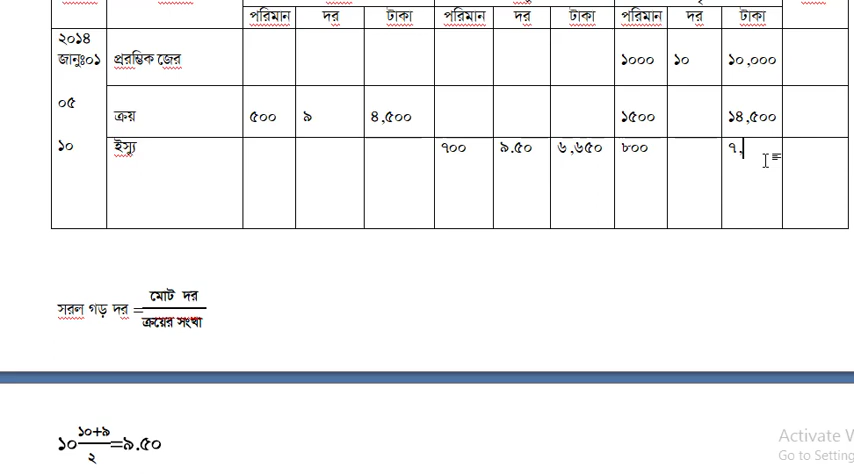 পরিমান দর টাকা পরিমান দর টাকা পরিমান দর টাকা
২০১৪
জানুঃ০১ প্ররম্ভিক জের ১০০০ ১০ ১০,০০০
০৫ ক্রয় ৫০০ ৯ ৪,৫০০ ১৫০০ ১৪,৫০০
১০ ইস্যু ৭০০ ৯.৫০ ৬,৬৫০ ৮০০ ৭,
সরল গড় দর = মোট দর
ক্রয়ের সংখা
১০ ১০+৯
২ =৯.৫০
Activate W
Go to Setting